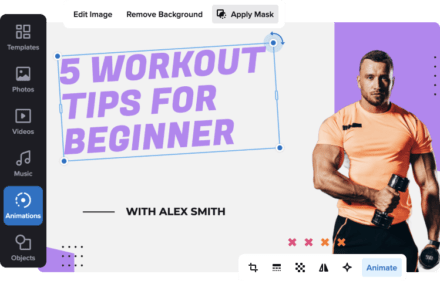 Edit Image
Remove Background
Apply Mask
Templates
Photos
Videos
Music
Animations
Objects
5 WORKOUT
TIPS FOR
BEGINNER
WITH ALEX SMITH
Animate